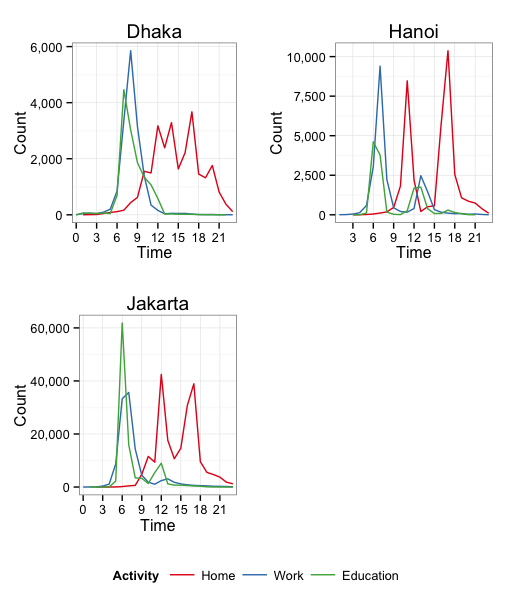 Dhaka
6,000
4,000
2,000
0
Count
0 3 6 9 12 15 18 21
Time
Hanoi
10,000
7,500
5,000
2,500
0
Count
3 6 9 12 15 18 21
Time
Jakarta
60,000
40,000
20,000
0
Count
0 3 6 9 12 15 18 21
Time
Activity Home Work Education